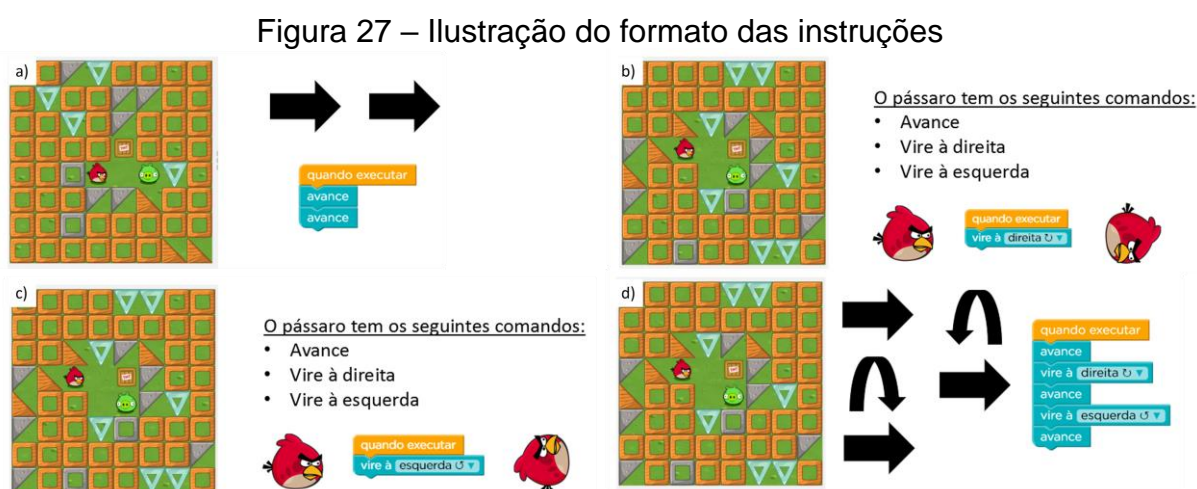 Figura 27 – Ilustração do formato das instruções
a)
quando executar
avance
avance
b)
O pássaro tem os seguintes comandos:
• Avance
• Vire à direita
• Vire à esquerda
quando executar
vire à direita ↻ ▼
c)
O pássaro tem os seguintes comandos:
• Avance
• Vire à direita
• Vire à esquerda
quando executar
vire à esquerda ↺ ▼
d)
quando executar
avance
vire à direita ↻ ▼
avance
vire à esquerda ↺ ▼
avance